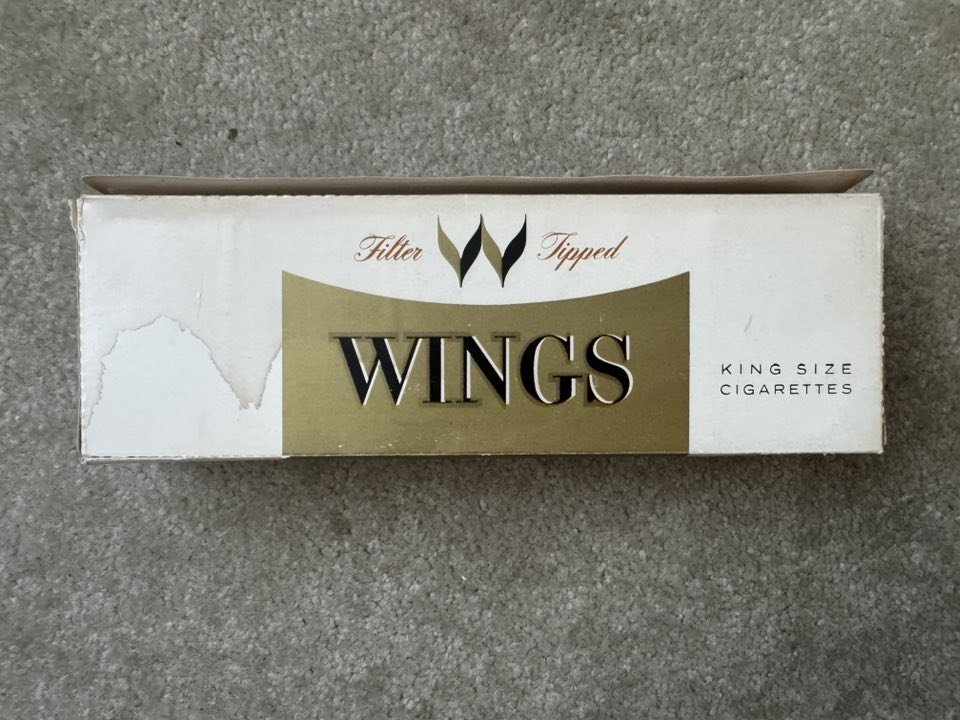 Filter W Tipped
WINGS
KING SIZE
CIGARETTES